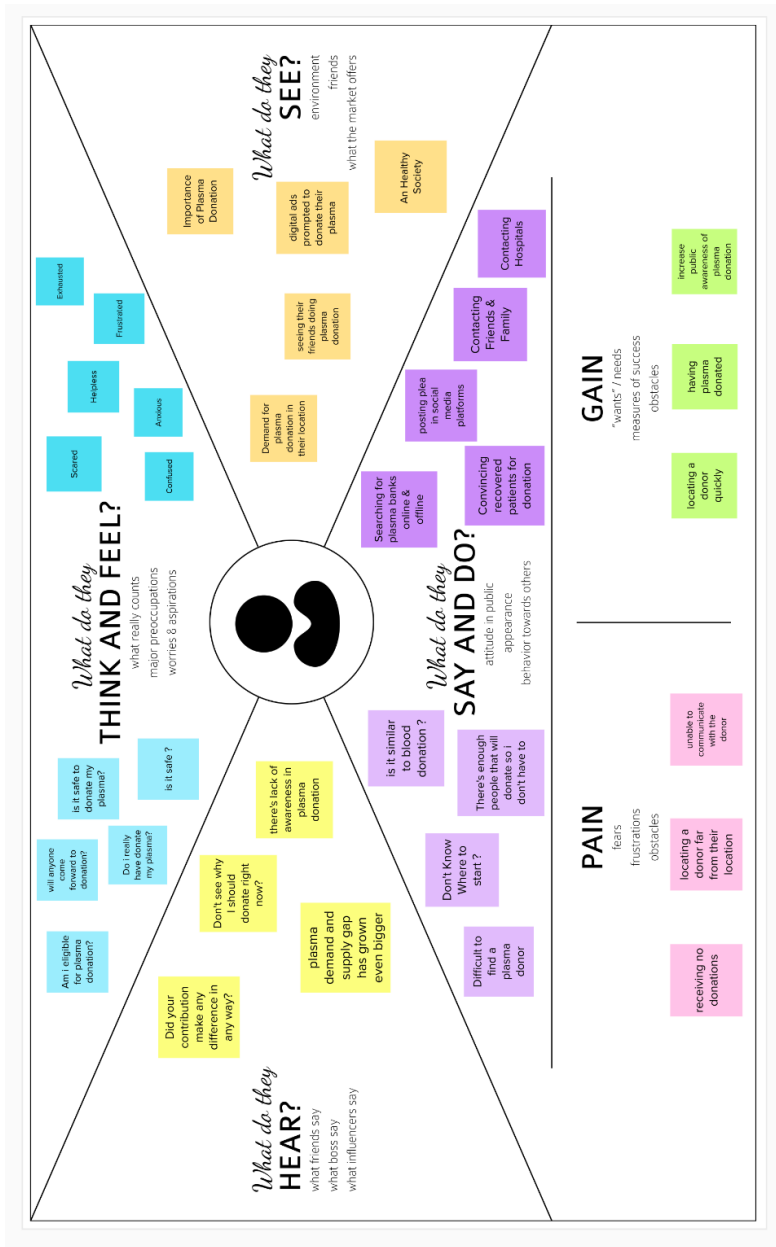 What do they
THINK AND FEEL?
what really counts
major preoccupations
worries & aspirations
Am i eligible
for plasma
donation?
will anyone
come
forward to
donation?
is it safe to
donate my
plasma?
Do i really
have donate
my plasma?
is it safe ?
Scared
Helpless
Frustrated
Exhausted
Confused
Anxious
What do they
HEAR?
what friends say
what boss say
what influencers say
Did your
contribution
make any
difference in
any way?
Don't see why
I should
donate right
now?
there's lack of
awareness in
plasma
donation
plasma
demand and
supply gap
has grown
even bigger
What do they
SEE?
environment
friends
what the market offers
Importance
of Plasma
Donation
digital ads
prompted to
donate their
plasma
An Healthy
Society
seeing their
friends doing
plasma
donation
Demand for
plasma
donation in
their location
What do they
SAY AND DO?
attitude in public
appearance
behavior towards others
is it similar
to blood
donation ?
There's enough
people that will
donate so i
don't have to
Don't Know
Where to
start ?
Difficult to
find a
plasma
donor
Searching for
plasma banks
online &
offline
Convincing
recovered
patients for
donation
posting plea
in social
media
platforms
Contacting
Friends &
Family
Contacting
Hospitals
PAIN
fears
frustrations
obstacles
receiving no
donations
locating a
donor far
from their
location
unable to
communicate
with the
donor
GAIN
"wants" / needs
measures of success
obstacles
locating a
donor
quickly
having
plasma
donated
increase
public
awareness of
plasma
donation